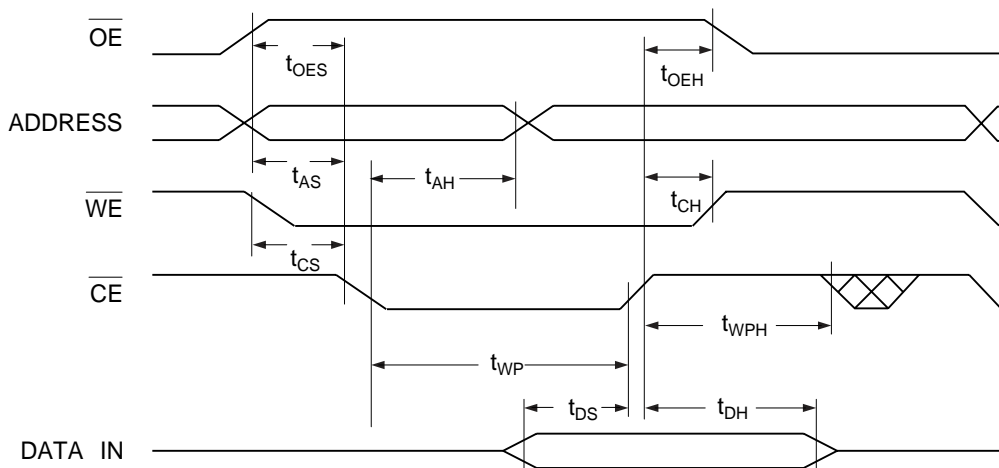 OE
tOES
tOEH
ADDRESS
tAS
tAH
tCH
WE
tCS
CE
tWPH
tWP
tDS
tDH
DATA IN